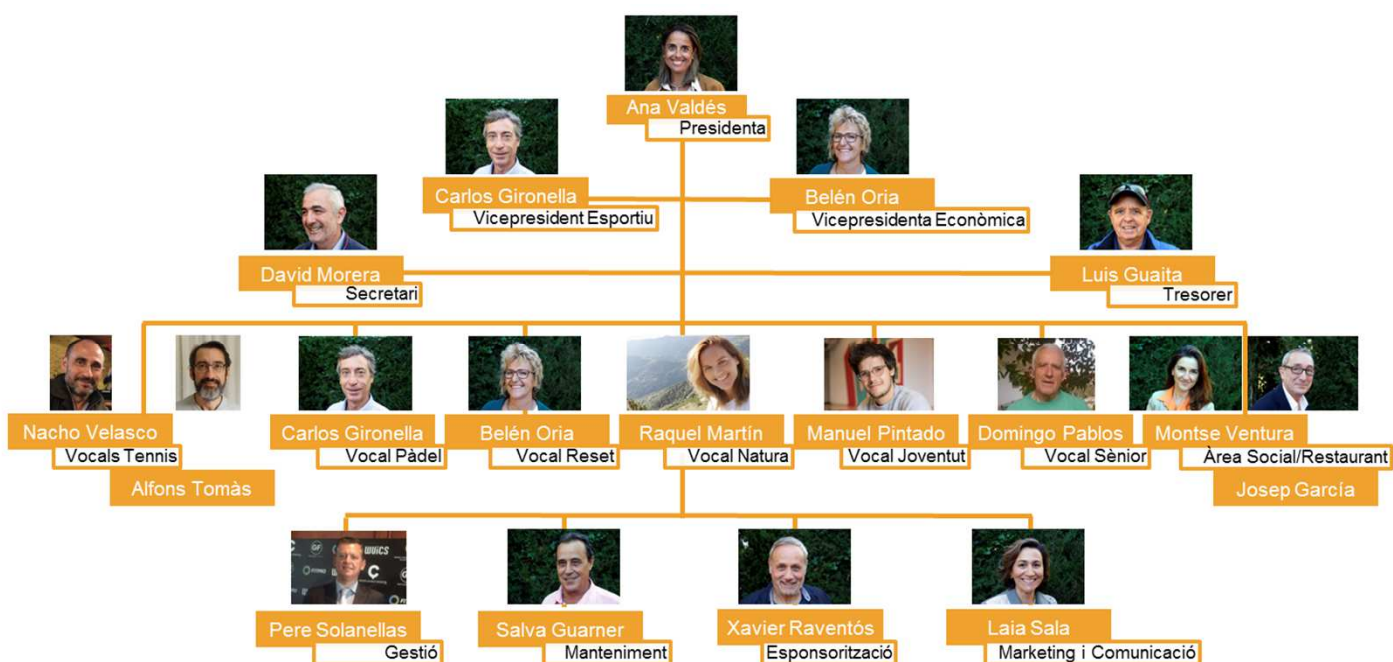 Ana Valdés
Presidenta
Carlos Gironella
Vicepresident Esportiu
Belén Oria
Vicepresidenta Econòmica
David Morera
Secretari
Luis Guaita
Tresorer
Nacho Velasco
Vocals Tennis
Alfons Tomàs
Carlos Gironella
Vocal Pàdel
Belén Oria
Vocal Reset
Raquel Martín
Vocal Natura
Manuel Pintado
Vocal Joventut
Domingo Pablos
Vocal Sènior
Montse Ventura
Àrea Social/Restaurant
Josep García
WUICS
Pere Solanellas
Gestió
Salva Guarner
Manteniment
Xavier Raventós
Esponsorització
Laia Sala
Marketing i Comunicació